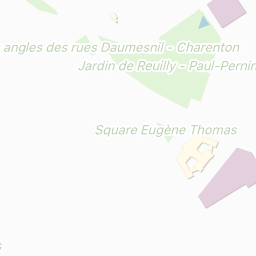 angles des rues Daumesnil - Charenton
Jardin de Reuilly - Paul-Pernin
Square Eugène Thomas